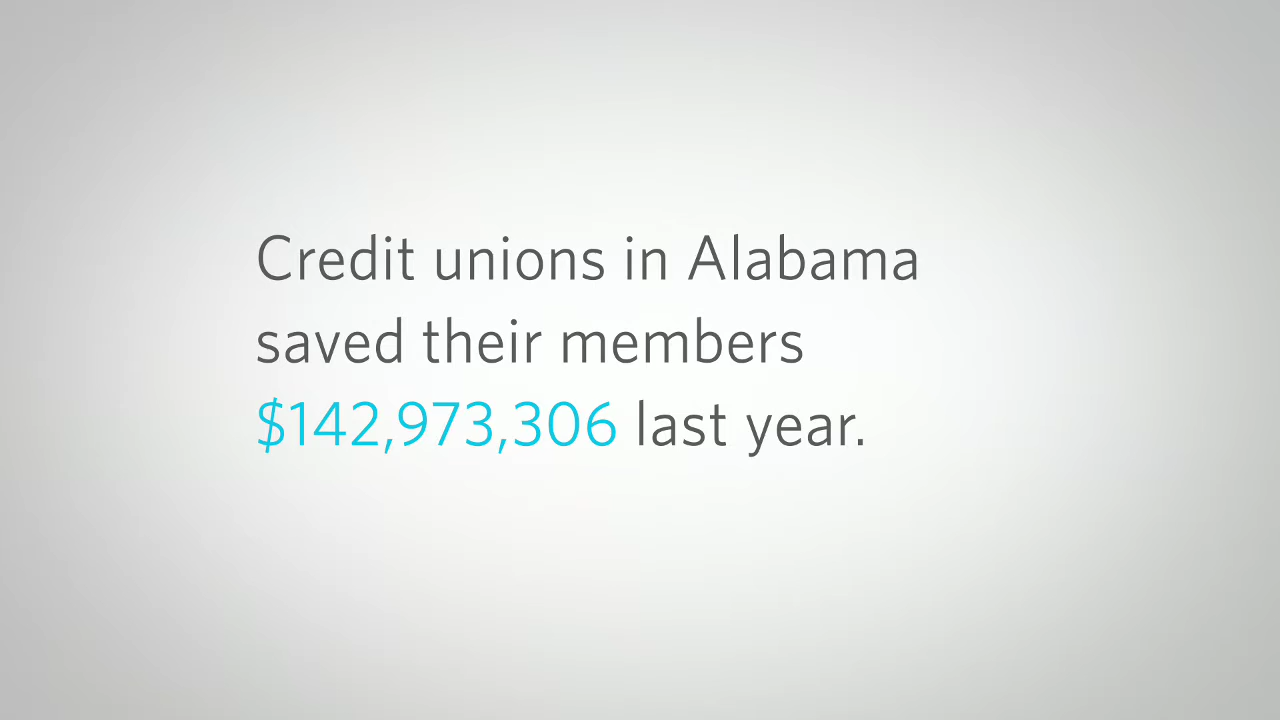 Credit unions in Alabama
saved their members
$142,973,306 last year.